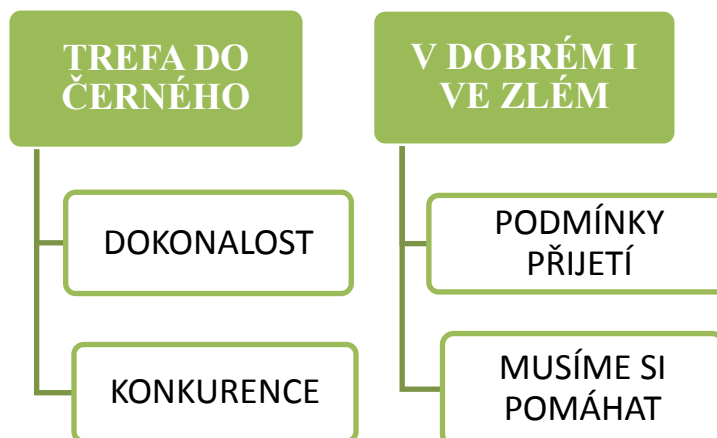 TREFA DO
ČERNÉHO
DOKONALOST
KONKURENCE
V DOBRÉM I
VE ZLÉM
PODMÍNKY
PŘIJETÍ
MUSÍME SI
POMÁHAT